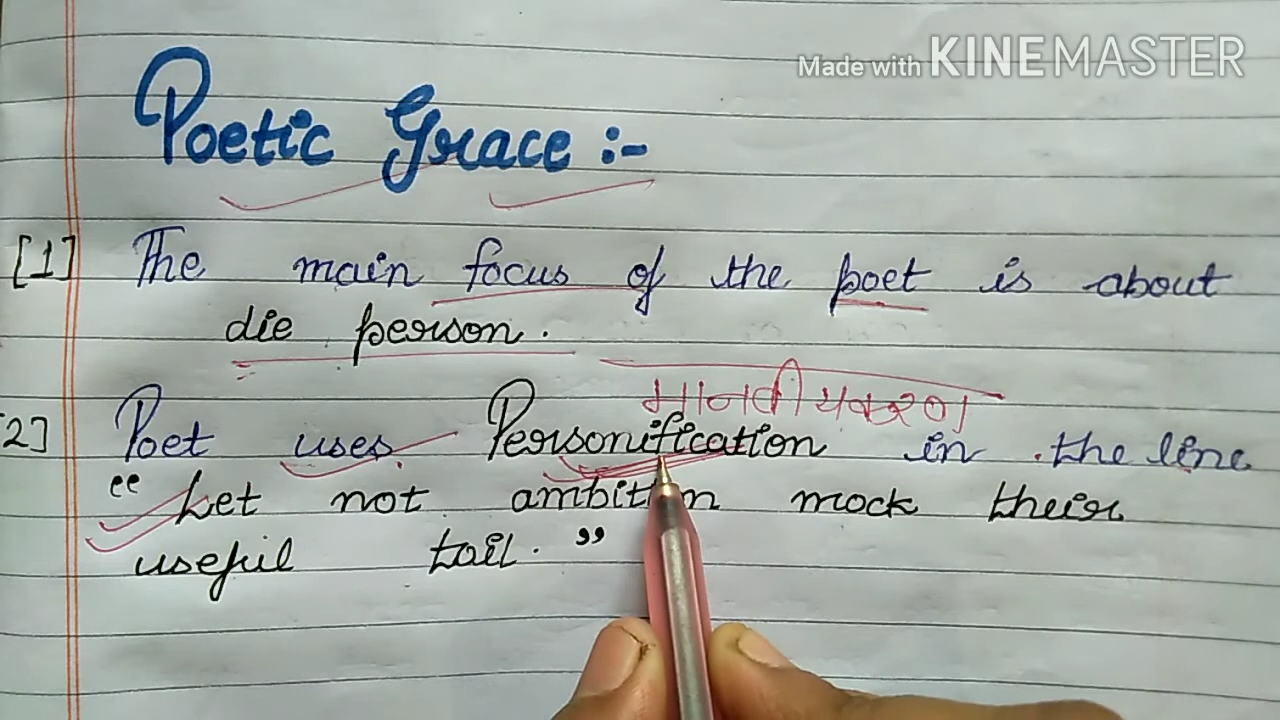 Made with KINEMASTER
Poetic Grace :-
[1] The main focus of the poet is about
die person.
मानवीयकरण
[2] Poet uses Personification in the line
“ Let not ambition mock their
useful toil. ”